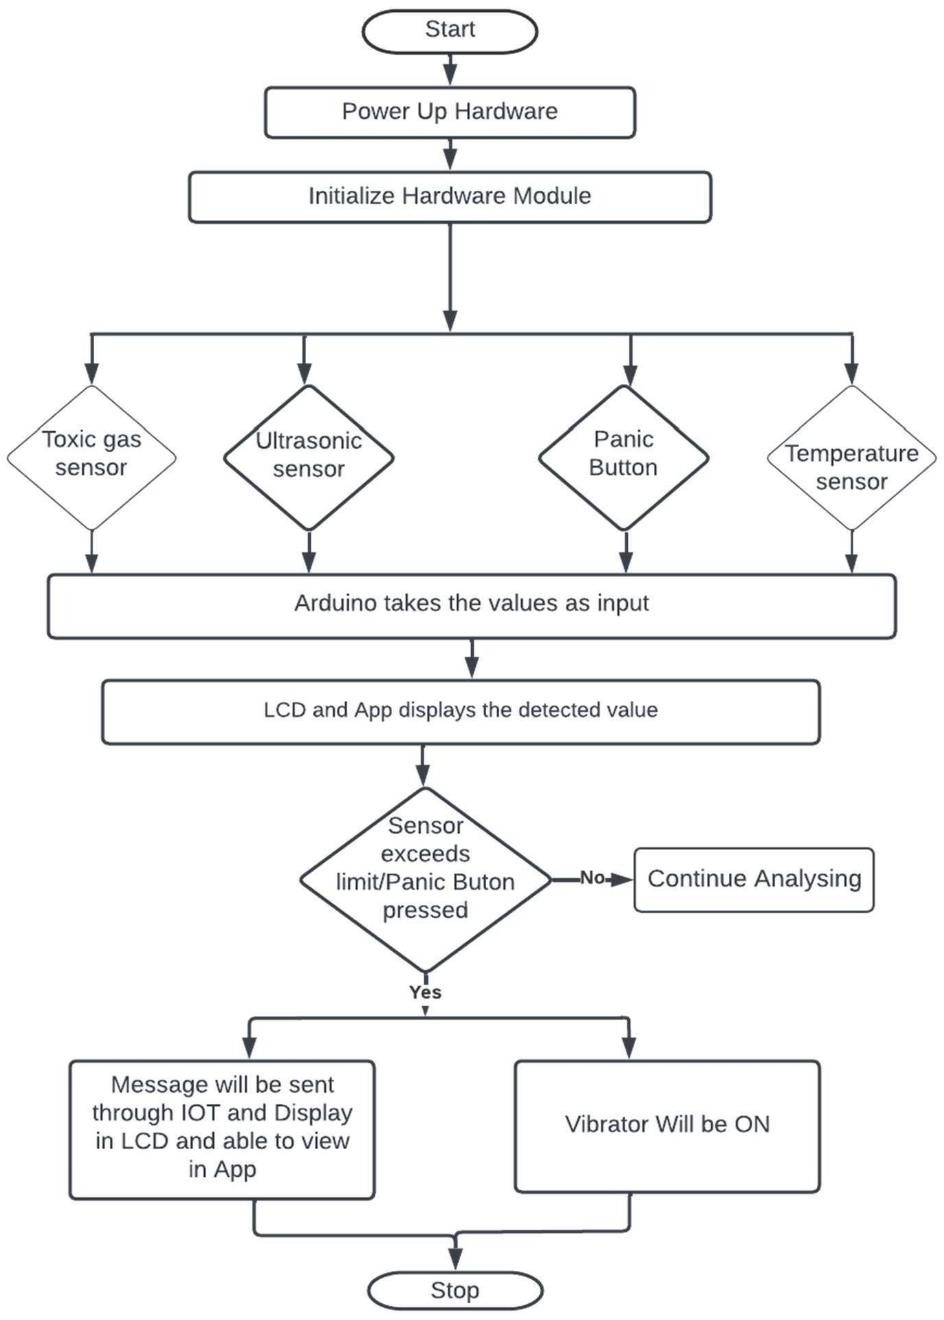 Start
Power Up Hardware
Initialize Hardware Module
Toxic gas
sensor
Ultrasonic
sensor
Panic
Button
Temperature
sensor
Arduino takes the values as input
LCD and App displays the detected value
Sensor
exceeds
limit/Panic Buton
pressed
No
Continue Analysing
Yes
Message will be sent
through IOT and Display
in LCD and able to view
in App
Vibrator Will be ON
Stop